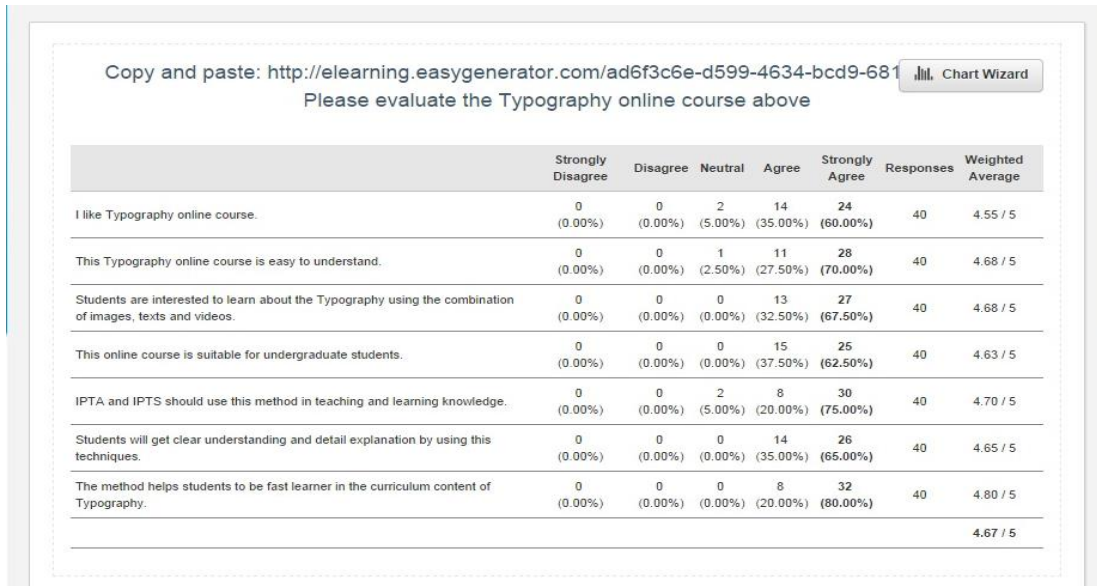 Copy and paste: http://elearning.easygenerator.com/ad6f3c6e-d599-4634-bcd9-681
Chart Wizard
Please evaluate the Typography online course above
Strongly Disagree Disagree Neutral Agree Strongly Agree Responses Weighted Average
I like Typography online course. 0 (0.00%) 0 (0.00%) 2 (5.00%) 14 (35.00%) 24 (60.00%) 40 4.55 / 5
This Typography online course is easy to understand. 0 (0.00%) 0 (0.00%) 1 (2.50%) 11 (27.50%) 28 (70.00%) 40 4.68 / 5
Students are interested to learn about the Typography using the combination of images, texts and videos. 0 (0.00%) 0 (0.00%) 0 (0.00%) 13 (32.50%) 27 (67.50%) 40 4.68 / 5
This online course is suitable for undergraduate students. 0 (0.00%) 0 (0.00%) 0 (0.00%) 15 (37.50%) 25 (62.50%) 40 4.63 / 5
IPTA and IPTS should use this method in teaching and learning knowledge. 0 (0.00%) 0 (0.00%) 2 (5.00%) 8 (20.00%) 30 (75.00%) 40 4.70 / 5
Students will get clear understanding and detail explanation by using this techniques. 0 (0.00%) 0 (0.00%) 0 (0.00%) 14 (35.00%) 26 (65.00%) 40 4.65 / 5
The method helps students to be fast learner in the curriculum content of Typography. 0 (0.00%) 0 (0.00%) 0 (0.00%) 8 (20.00%) 32 (80.00%) 40 4.80 / 5
4.67 / 5